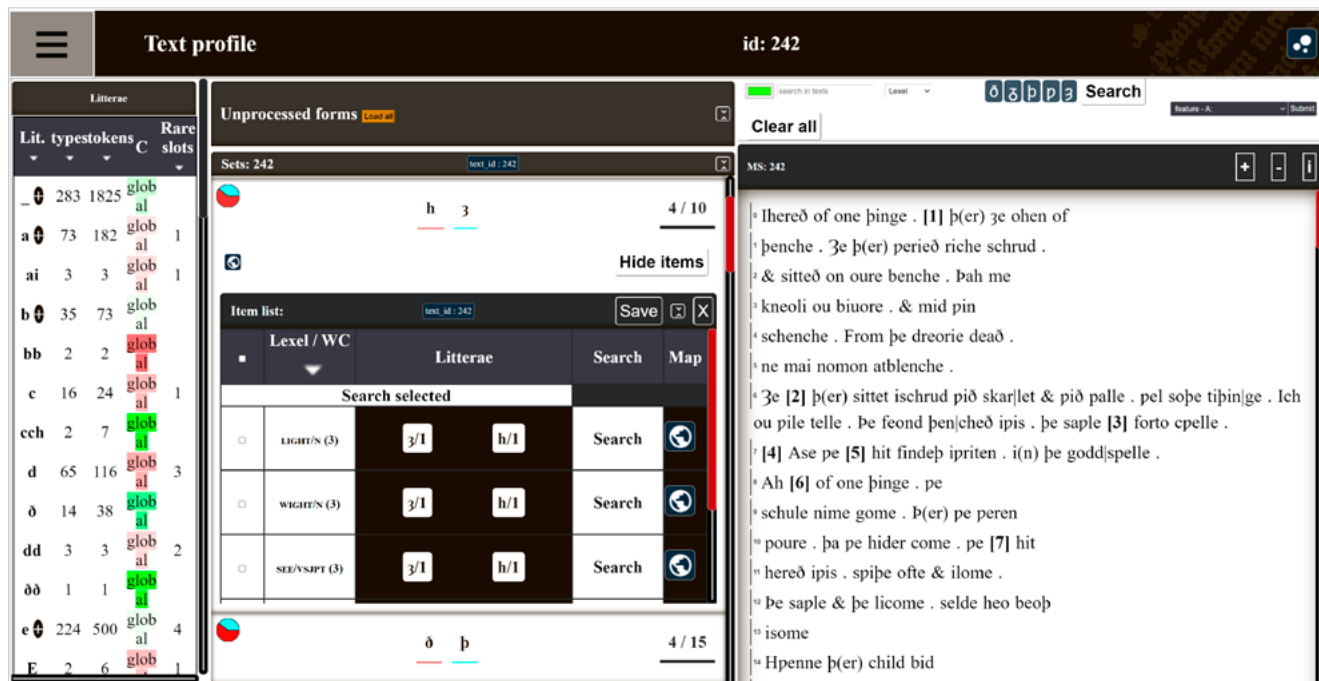 Text profile
id: 242
Litterae
Lit. types tokens C Rare slots
_ 283 1825 global
a 73 182 global 1
ai 3 3 global 1
b 35 73 global
bb 2 2 global
c 16 24 global 1
cch 2 7 global
d 65 116 global 3
ð 14 38 global
dd 3 3 global 2
ðð 1 1 global
e 224 500 global 4
E 2 6 glob 1
Unprocessed forms Load all
Sets: 242 text_id : 242
h ȝ 4 / 10
Hide items
Item list: text_id : 242 Save X
Lexel / WC Litterae Search Map
Search selected
LIGHT/N (3) ȝ/1 h/1 Search
WIGHT/N (3) ȝ/1 h/1 Search
SEE/VSJPT (3) ȝ/1 h/1 Search
ð þ 4 / 15
search in texts Lexel ð ᵹ þ ƿ ȝ Search
feature - A: Submit
Clear all
MS: 242 + - i
0 Ihereð of one þinge . [1] þ(er) ȝe ohen of
1 þenche . Ȝe þ(er) ƿerieð riche schrud .
2 & sitteð on oure benche . Þah me
3 kneoli ou biuore . & mid ƿin
4 schenche . From þe dreorie deað .
5 ne mai nomon atblenche .
6 Ȝe [2] þ(er) sittet ischrud ƿið skar|let & ƿið palle . ƿel soþe tiþin|ge . Ich
ou ƿile telle . Þe feond þen|cheð iƿis . þe saƿle [3] forto cƿelle .
7 [4] Ase ƿe [5] hit findeþ iƿriten . i(n) þe godd|spelle .
8 Ah [6] of one þinge . ƿe
9 schule nime gome . Þ(er) ƿe ƿeren
10 poure . þa ƿe hider come . ƿe [7] hit
11 hereð iƿis . sƿiþe ofte & ilome .
12 Þe saƿle & þe licome . selde heo beoþ
13 isome
14 Hƿenne þ(er) child bid